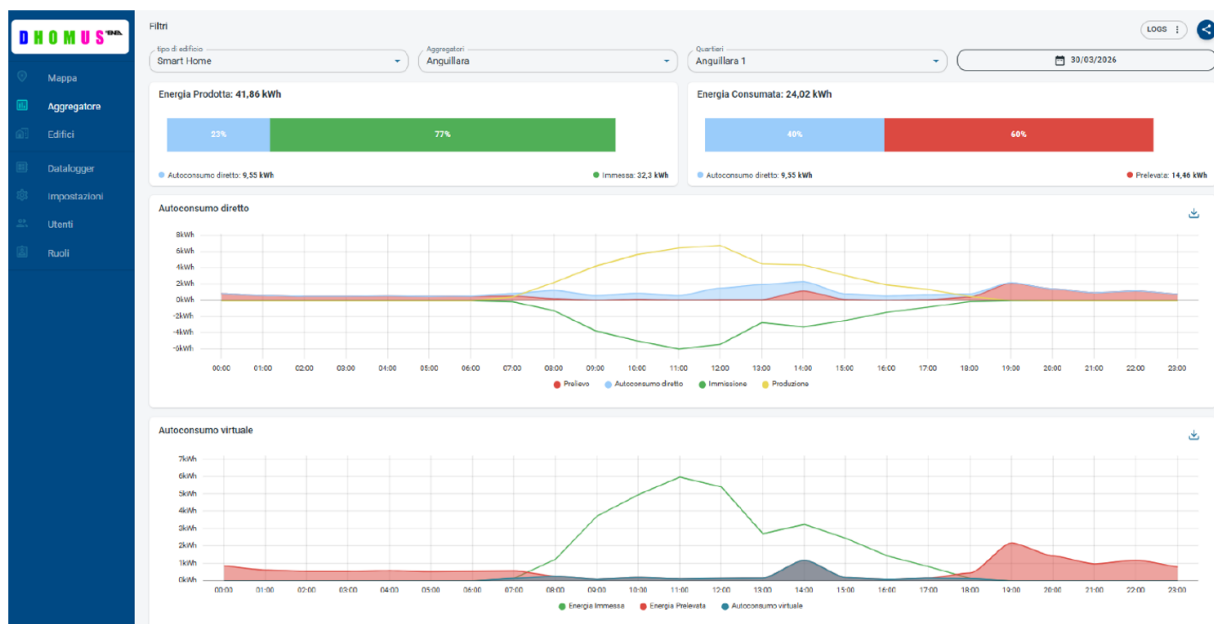 DHOMUS
Mappa
Aggregatore
Edifici
Datalogger
Impostazioni
Utenti
Ruoli
Filtri
LOGS
tipo di edificio
Smart Home
Aggregatori
Anguillara
Quartieri
Anguillara 1
30/03/2026
Energia Prodotta: 41,86 kWh
23%
77%
Autoconsumo diretto: 9,55 kWh
Immessa: 32,3 kWh
Energia Consumata: 24,02 kWh
40%
60%
Autoconsumo diretto: 9,55 kWh
Prelevata: 14,46 kWh
Autoconsumo diretto
8kWh
6kWh
4kWh
2kWh
0kWh
-2kWh
-4kWh
-6kWh
00:00 01:00 02:00 03:00 04:00 05:00 06:00 07:00 08:00 09:00 10:00 11:00 12:00 13:00 14:00 15:00 16:00 17:00 18:00 19:00 20:00 21:00 22:00 23:00
Prelievo Autoconsumo diretto Immissione Produzione
Autoconsumo virtuale
7kWh
6kWh
5kWh
4kWh
3kWh
2kWh
1kWh
0kWh
00:00 01:00 02:00 03:00 04:00 05:00 06:00 07:00 08:00 09:00 10:00 11:00 12:00 13:00 14:00 15:00 16:00 17:00 18:00 19:00 20:00 21:00 22:00 23:00
Energia Immessa Energia Prelevata Autoconsumo virtuale